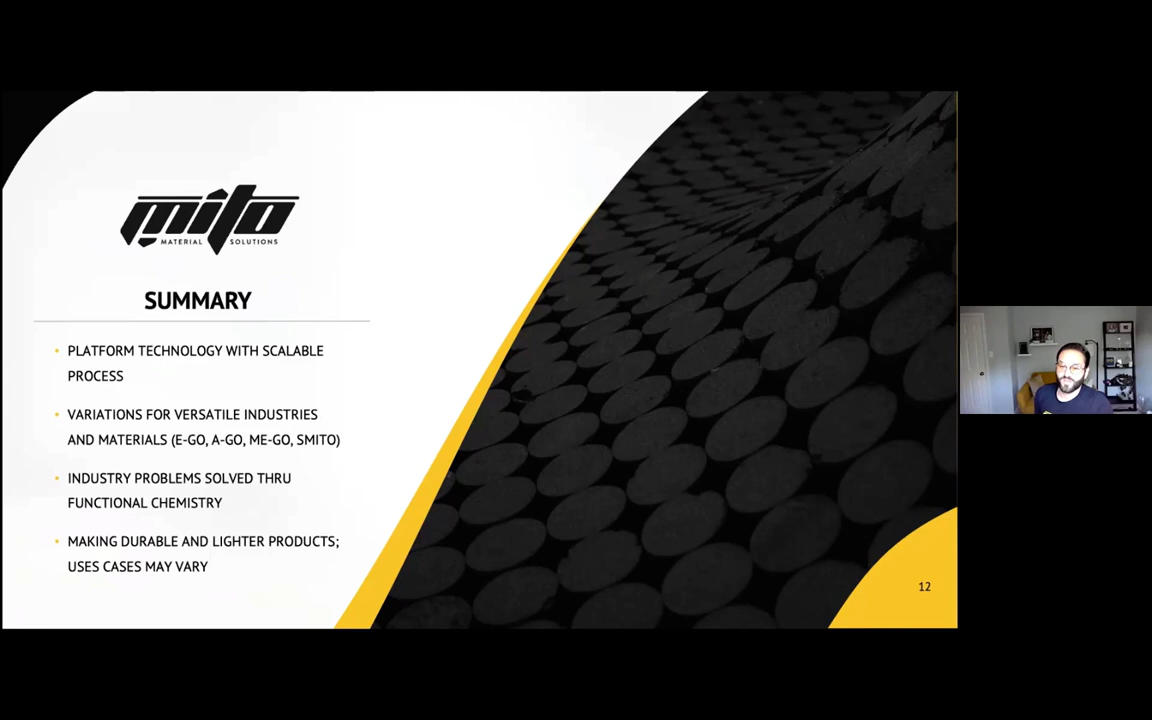 mito
MATERIAL SOLUTIONS
SUMMARY
• PLATFORM TECHNOLOGY WITH SCALABLE
PROCESS
• VARIATIONS FOR VERSATILE INDUSTRIES
AND MATERIALS (E-GO, A-GO, ME-GO, SMITO)
• INDUSTRY PROBLEMS SOLVED THRU
FUNCTIONAL CHEMISTRY
• MAKING DURABLE AND LIGHTER PRODUCTS;
USES CASES MAY VARY
12